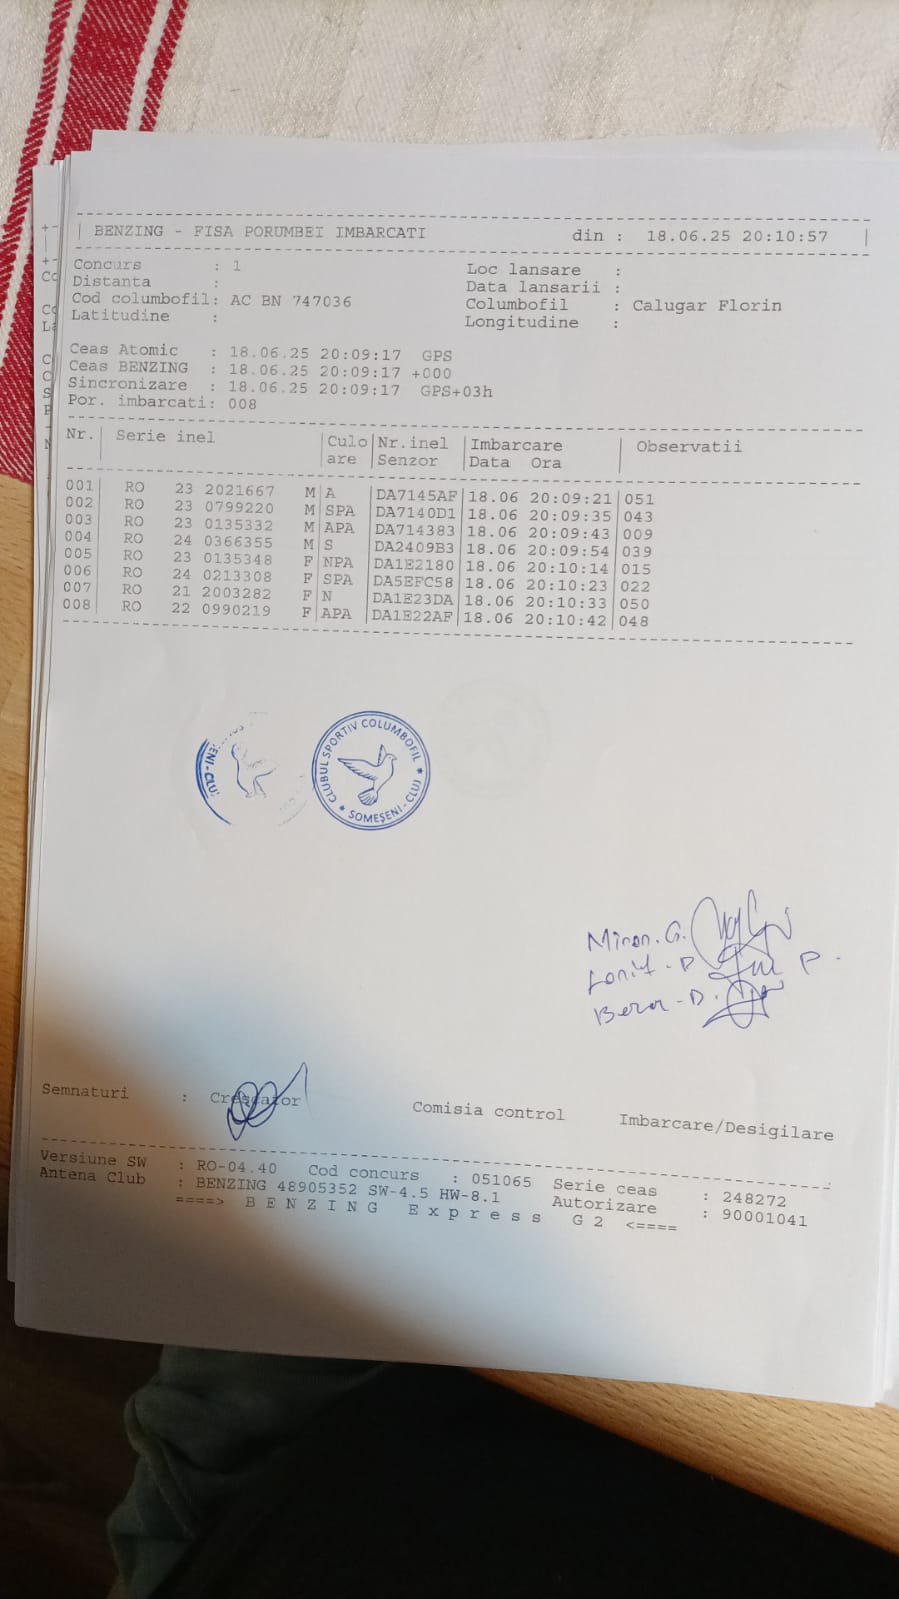 BENZING - FISA PORUMBEI IMBARCATI din : 18.06.25 20:10:57
Concurs : 1 Loc lansare :
Distanta : Data lansarii :
Cod columbofil: AC BN 747036 Columbofil : Calugar Florin
Latitudine : Longitudine :
Ceas Atomic : 18.06.25 20:09:17 GPS
Ceas BENZING : 18.06.25 20:09:17 +000
Sincronizare : 18.06.25 20:09:17 GPS+03h
Por. imbarcati: 008
Nr.| Serie inel |Culo|Nr.inel |Imbarcare | Observatii
|are |Senzor |Data Ora |
001| RO 23 2021667 M|A |DA7145AF|18.06 20:09:21|051
002| RO 23 0799220 M|SPA |DA7140D1|18.06 20:09:35|043
003| RO 23 0135332 M|APA |DA714383|18.06 20:09:43|009
004| RO 24 0366355 M|S |DA2409B3|18.06 20:09:54|039
005| RO 23 0135348 F|NPA |DA1E2180|18.06 20:10:14|015
006| RO 24 0213308 F|SPA |DA5EFC58|18.06 20:10:23|022
007| RO 21 2003282 F|N |DA1E23DA|18.06 20:10:33|050
008| RO 22 0990219 F|APA |DA1E22AF|18.06 20:10:42|048
ENI-CLUJ
CLUBUL SPORTIV COLUMBOFIL * SOMEȘENI-CLUJ *
Miron. G.
D P.
D.
Semnaturi : Crescator Comisia control Imbarcare/Desigilare
Versiune SW : RO-04.40 Cod concurs : 051065 Serie ceas : 248272
Antena Club : BENZING 48905352 SW-4.5 HW-8.1 Autorizare : 90001041
====> B E N Z I N G E x p r e s s G 2 <====